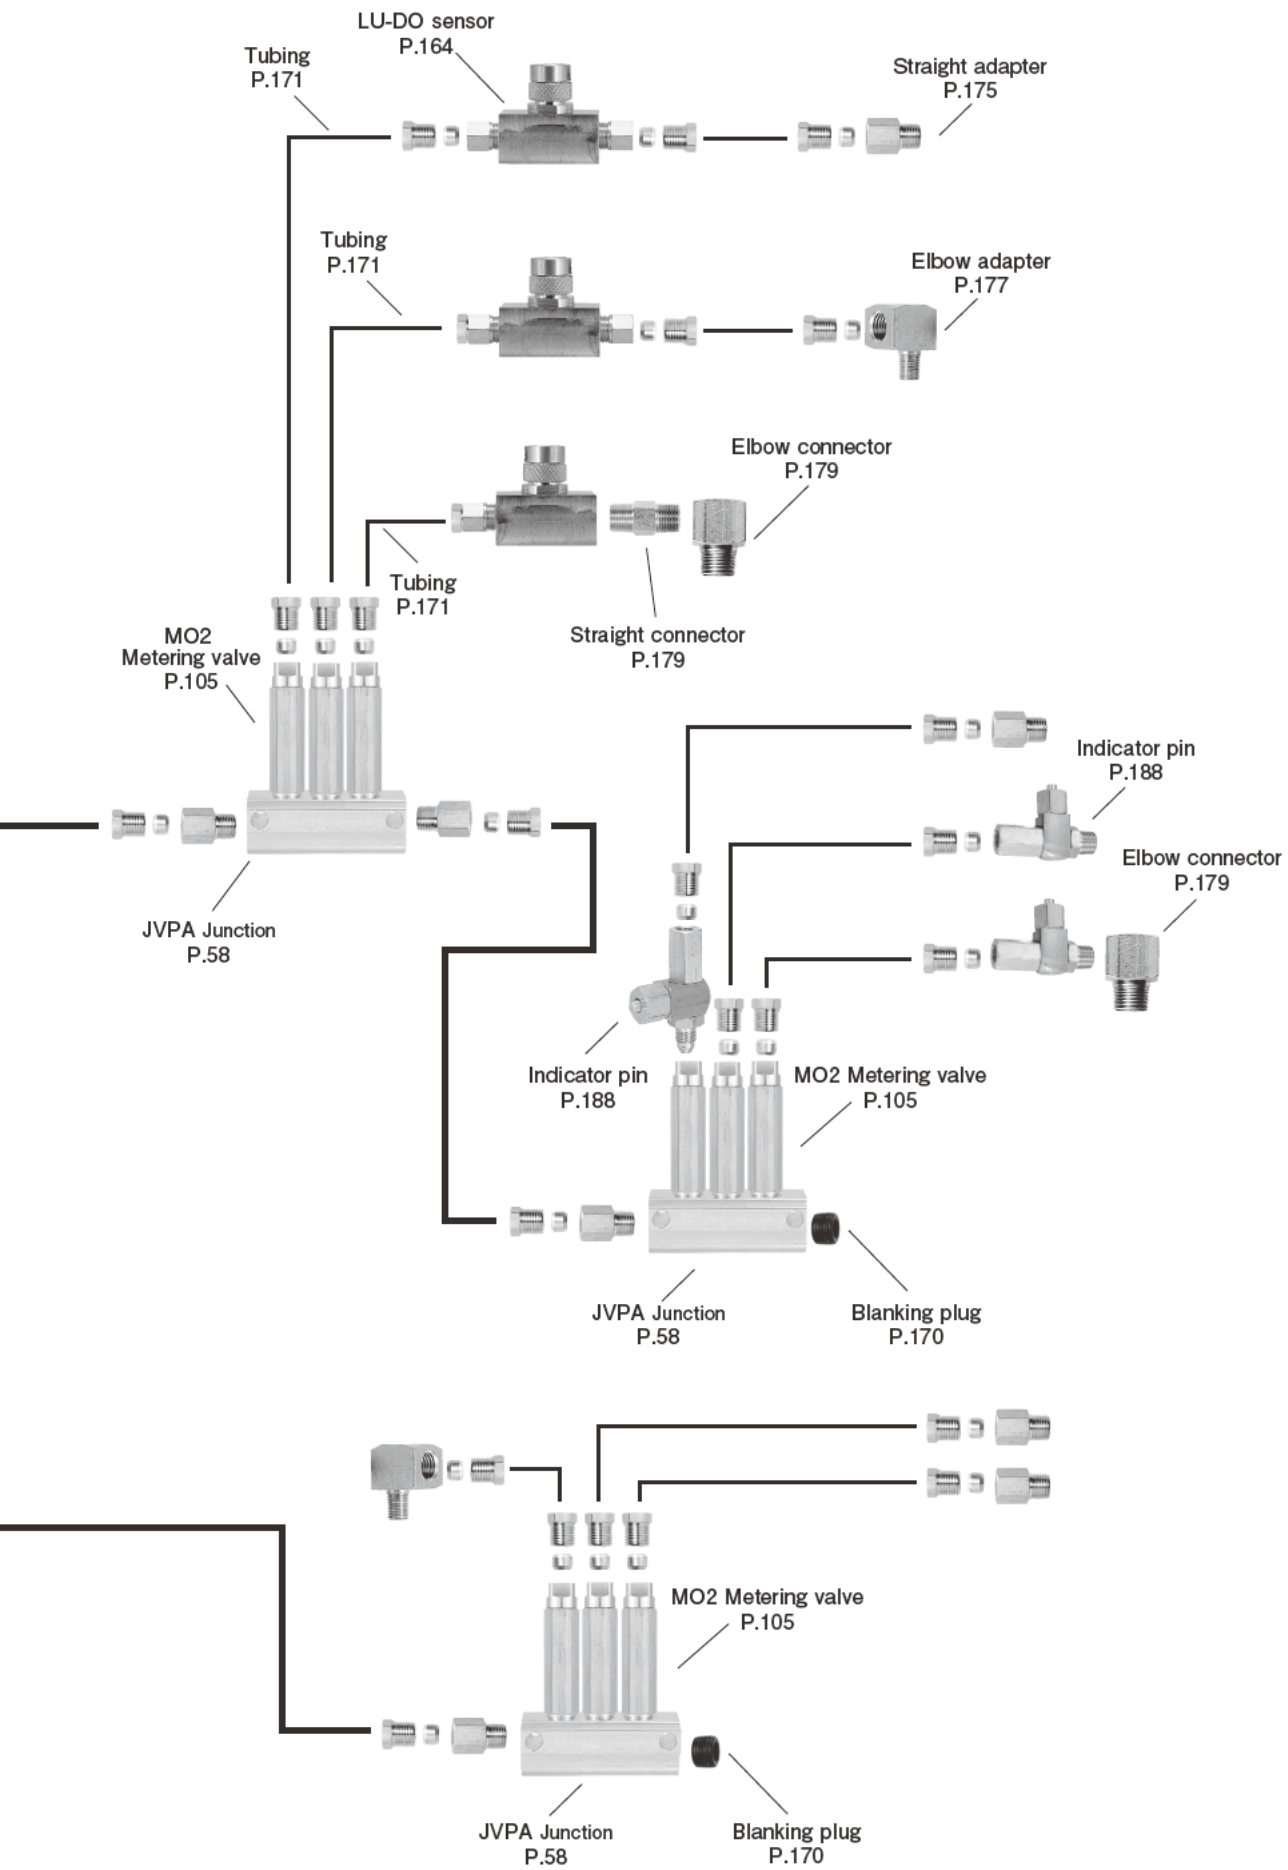 LU-DO sensor
P.164
Tubing
P.171
Straight adapter
P.175
Tubing
P.171
Elbow adapter
P.177
Elbow connector
P.179
Tubing
P.171
Straight connector
P.179
MO2
Metering valve
P.105
JVPA Junction
P.58
Indicator pin
P.188
Elbow connector
P.179
Indicator pin
P.188
MO2 Metering valve
P.105
JVPA Junction
P.58
Blanking plug
P.170
MO2 Metering valve
P.105
JVPA Junction
P.58
Blanking plug
P.170